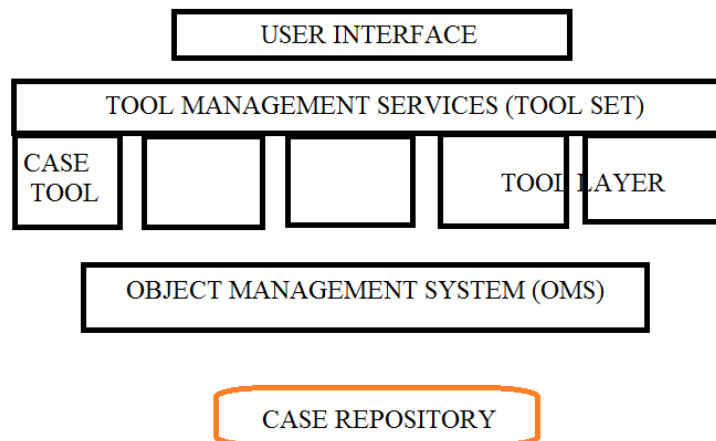 USER INTERFACE
TOOL MANAGEMENT SERVICES (TOOL SET)
CASE
TOOL
TOOL LAYER
OBJECT MANAGEMENT SYSTEM (OMS)
CASE REPOSITORY